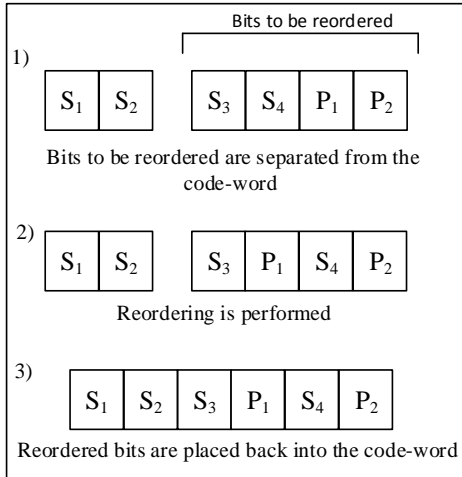 Bits to be reordered
1)
S₁ S₂ S₃ S₄ P₁ P₂
Bits to be reordered are separated from the
code-word
2)
S₁ S₂ S₃ P₁ S₄ P₂
Reordering is performed
3)
S₁ S₂ S₃ P₁ S₄ P₂
Reordered bits are placed back into the code-word